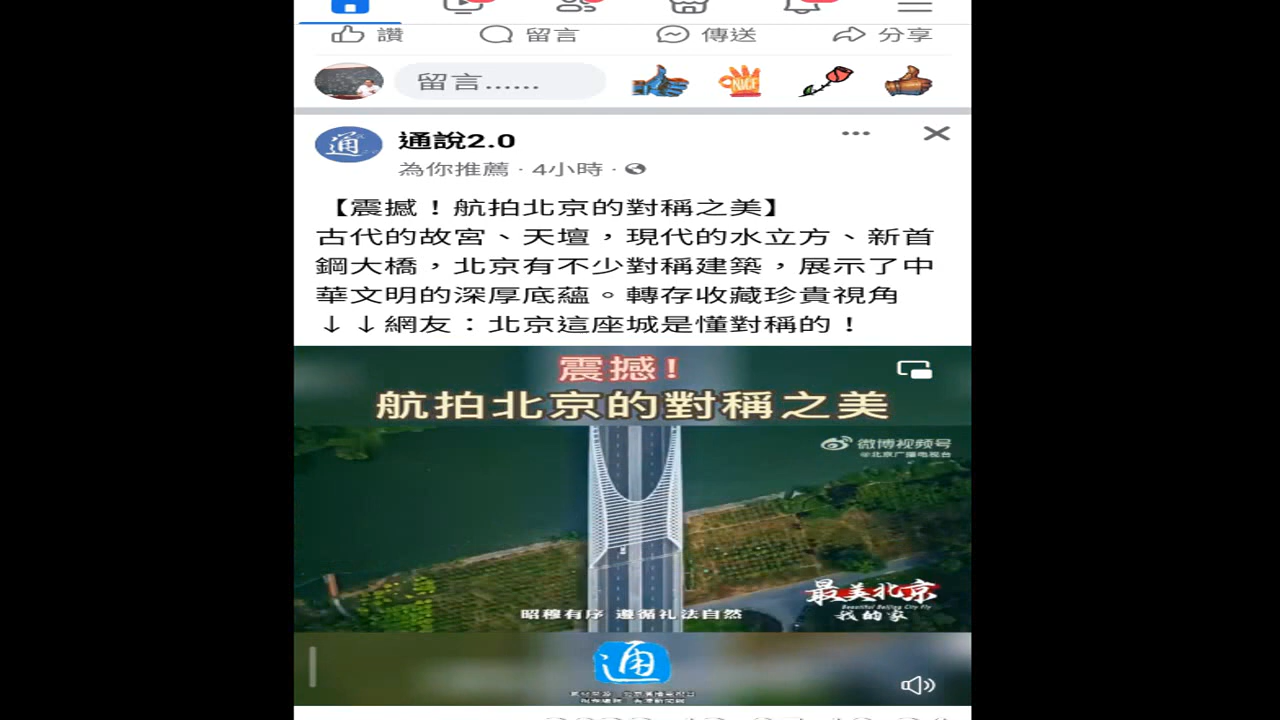 讚 留言 傳送 分享
留言......
NICE
通 通說2.0
為你推薦 · 4小時 ·
【震撼！航拍北京的對稱之美】
古代的故宮、天壇，現代的水立方、新首
鋼大橋，北京有不少對稱建築，展示了中
華文明的深厚底蘊。轉存收藏珍貴視角
↓↓網友：北京這座城是懂對稱的！
震撼！
航拍北京的對稱之美
微博视频号
@北京广播电视台
最美北京
Beautiful Beijing City Fly
我的家
昭穆有序 遵循礼法自然
通